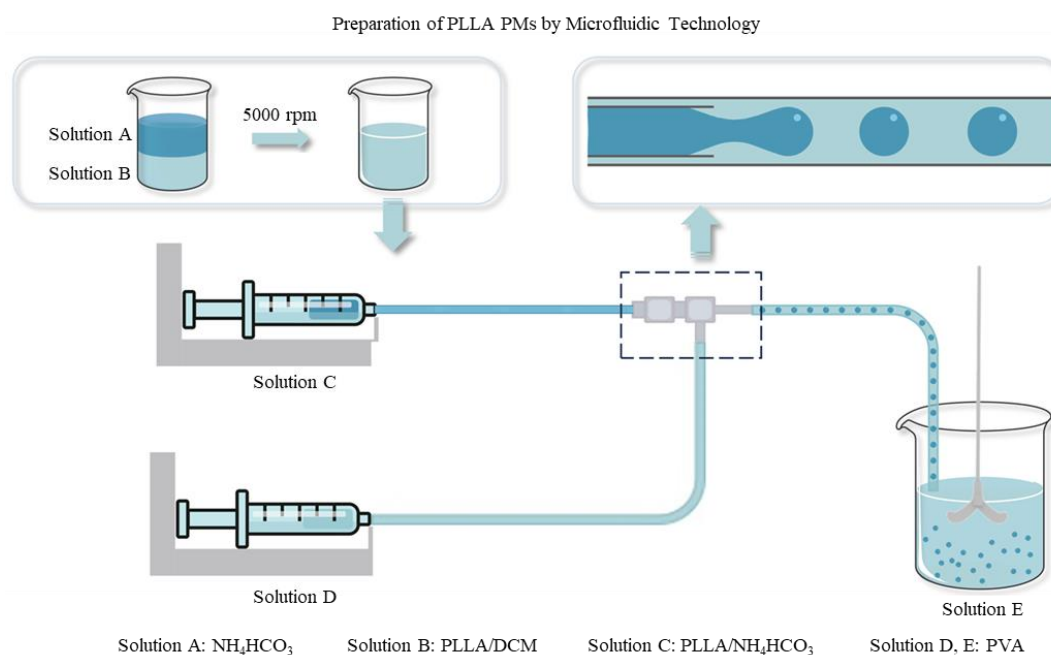 Preparation of PLLA PMs by Microfluidic Technology
5000 rpm
Solution A
Solution B
Solution C
Solution D
Solution E
Solution A: NH₄HCO₃ Solution B: PLLA/DCM Solution C: PLLA/NH₄HCO₃ Solution D, E: PVA